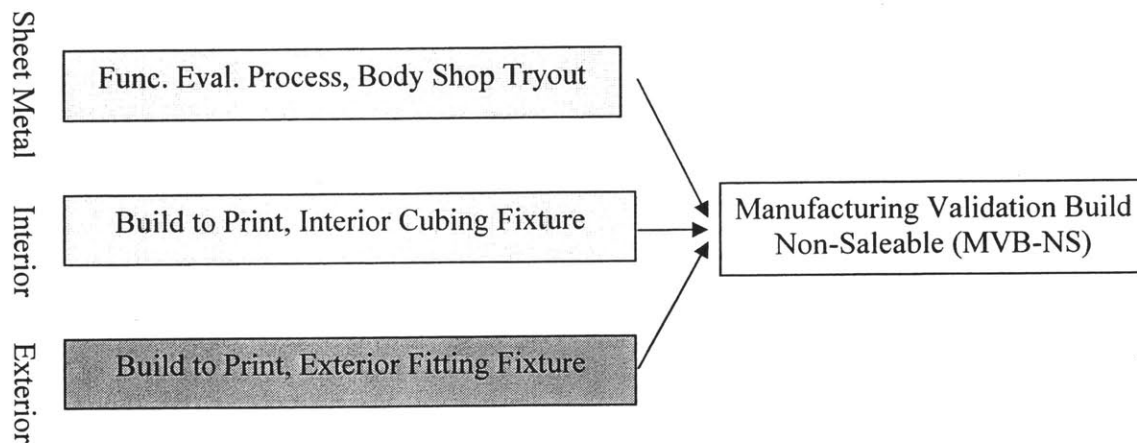 Sheet Metal
Func. Eval. Process, Body Shop Tryout
Interior
Build to Print, Interior Cubing Fixture
Manufacturing Validation Build
Non-Saleable (MVB-NS)
Exterior
Build to Print, Exterior Fitting Fixture